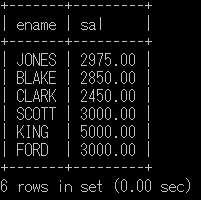 +-------+---------+
| ename | sal     |
+-------+---------+
| JONES | 2975.00 |
| BLAKE | 2850.00 |
| CLARK | 2450.00 |
| SCOTT | 3000.00 |
| KING  | 5000.00 |
| FORD  | 3000.00 |
+-------+---------+
6 rows in set (0.00 sec)